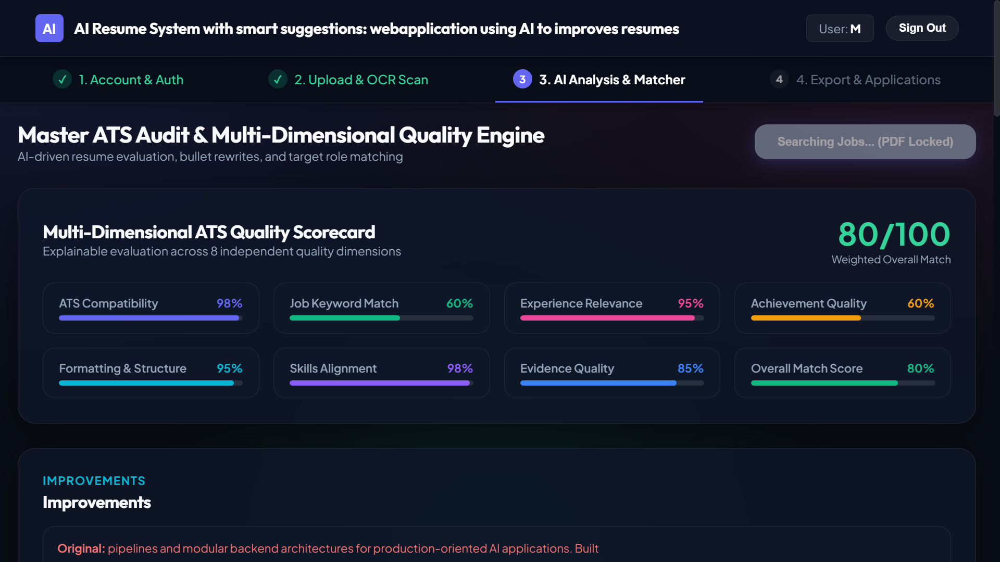 AI
AI Resume System with smart suggestions: webapplication using AI to improves resumes
User: M
Sign Out
✓ 1. Account & Auth
✓ 2. Upload & OCR Scan
3 3. AI Analysis & Matcher
4 4. Export & Applications
Master ATS Audit & Multi-Dimensional Quality Engine
AI-driven resume evaluation, bullet rewrites, and target role matching
Searching Jobs... (PDF Locked)
Multi-Dimensional ATS Quality Scorecard
Explainable evaluation across 8 independent quality dimensions
80/100
Weighted Overall Match
ATS Compatibility 98%
Job Keyword Match 60%
Experience Relevance 95%
Achievement Quality 60%
Formatting & Structure 95%
Skills Alignment 98%
Evidence Quality 85%
Overall Match Score 80%
IMPROVEMENTS
Improvements
Original: pipelines and modular backend architectures for production-oriented AI applications. Built